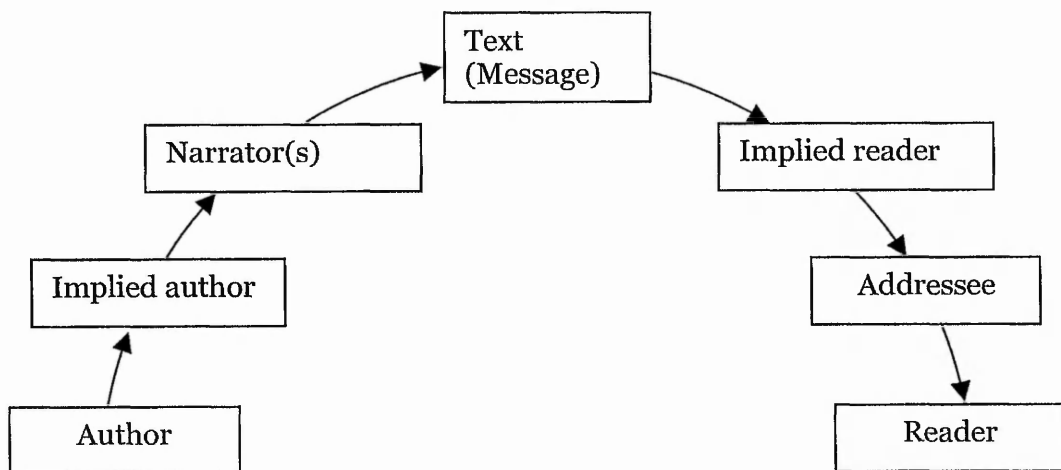 Text
(Message)
Narrator(s)
Implied reader
Implied author
Addressee
Author
Reader